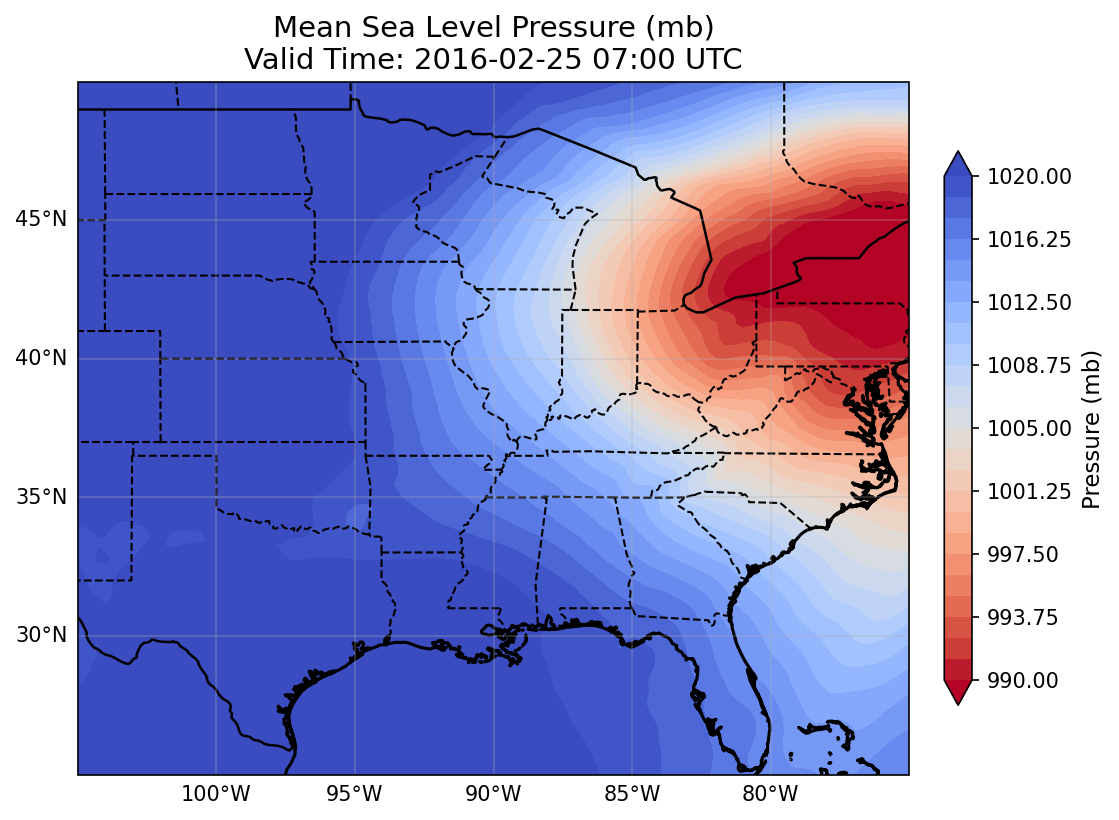 Mean Sea Level Pressure (mb)
Valid Time: 2016-02-25 07:00 UTC
45°N
40°N
35°N
30°N
100°W
95°W
90°W
85°W
80°W
1020.00
1016.25
1012.50
1008.75
1005.00
1001.25
997.50
993.75
990.00
Pressure (mb)